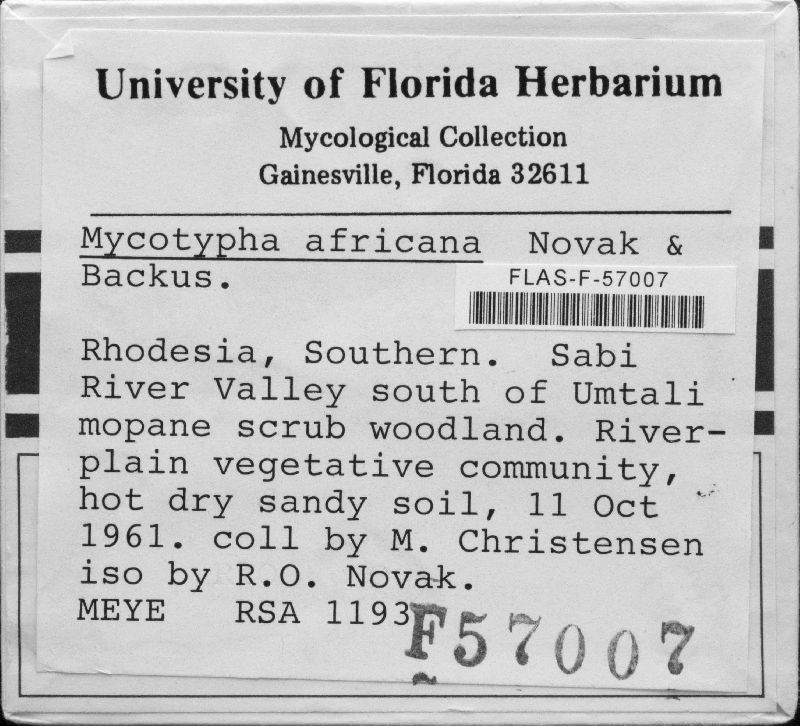 University of Florida Herbarium
Mycological Collection
Gainesville, Florida 32611
Mycotypha africana Novak &
Backus.
FLAS-F-57007
Rhodesia, Southern. Sabi
River Valley south of Umtali
mopane scrub woodland. River-
plain vegetative community,
hot dry sandy soil, 11 Oct
1961. coll by M. Christensen
iso by R.O. Novak.
MEYE RSA 1193
F57007